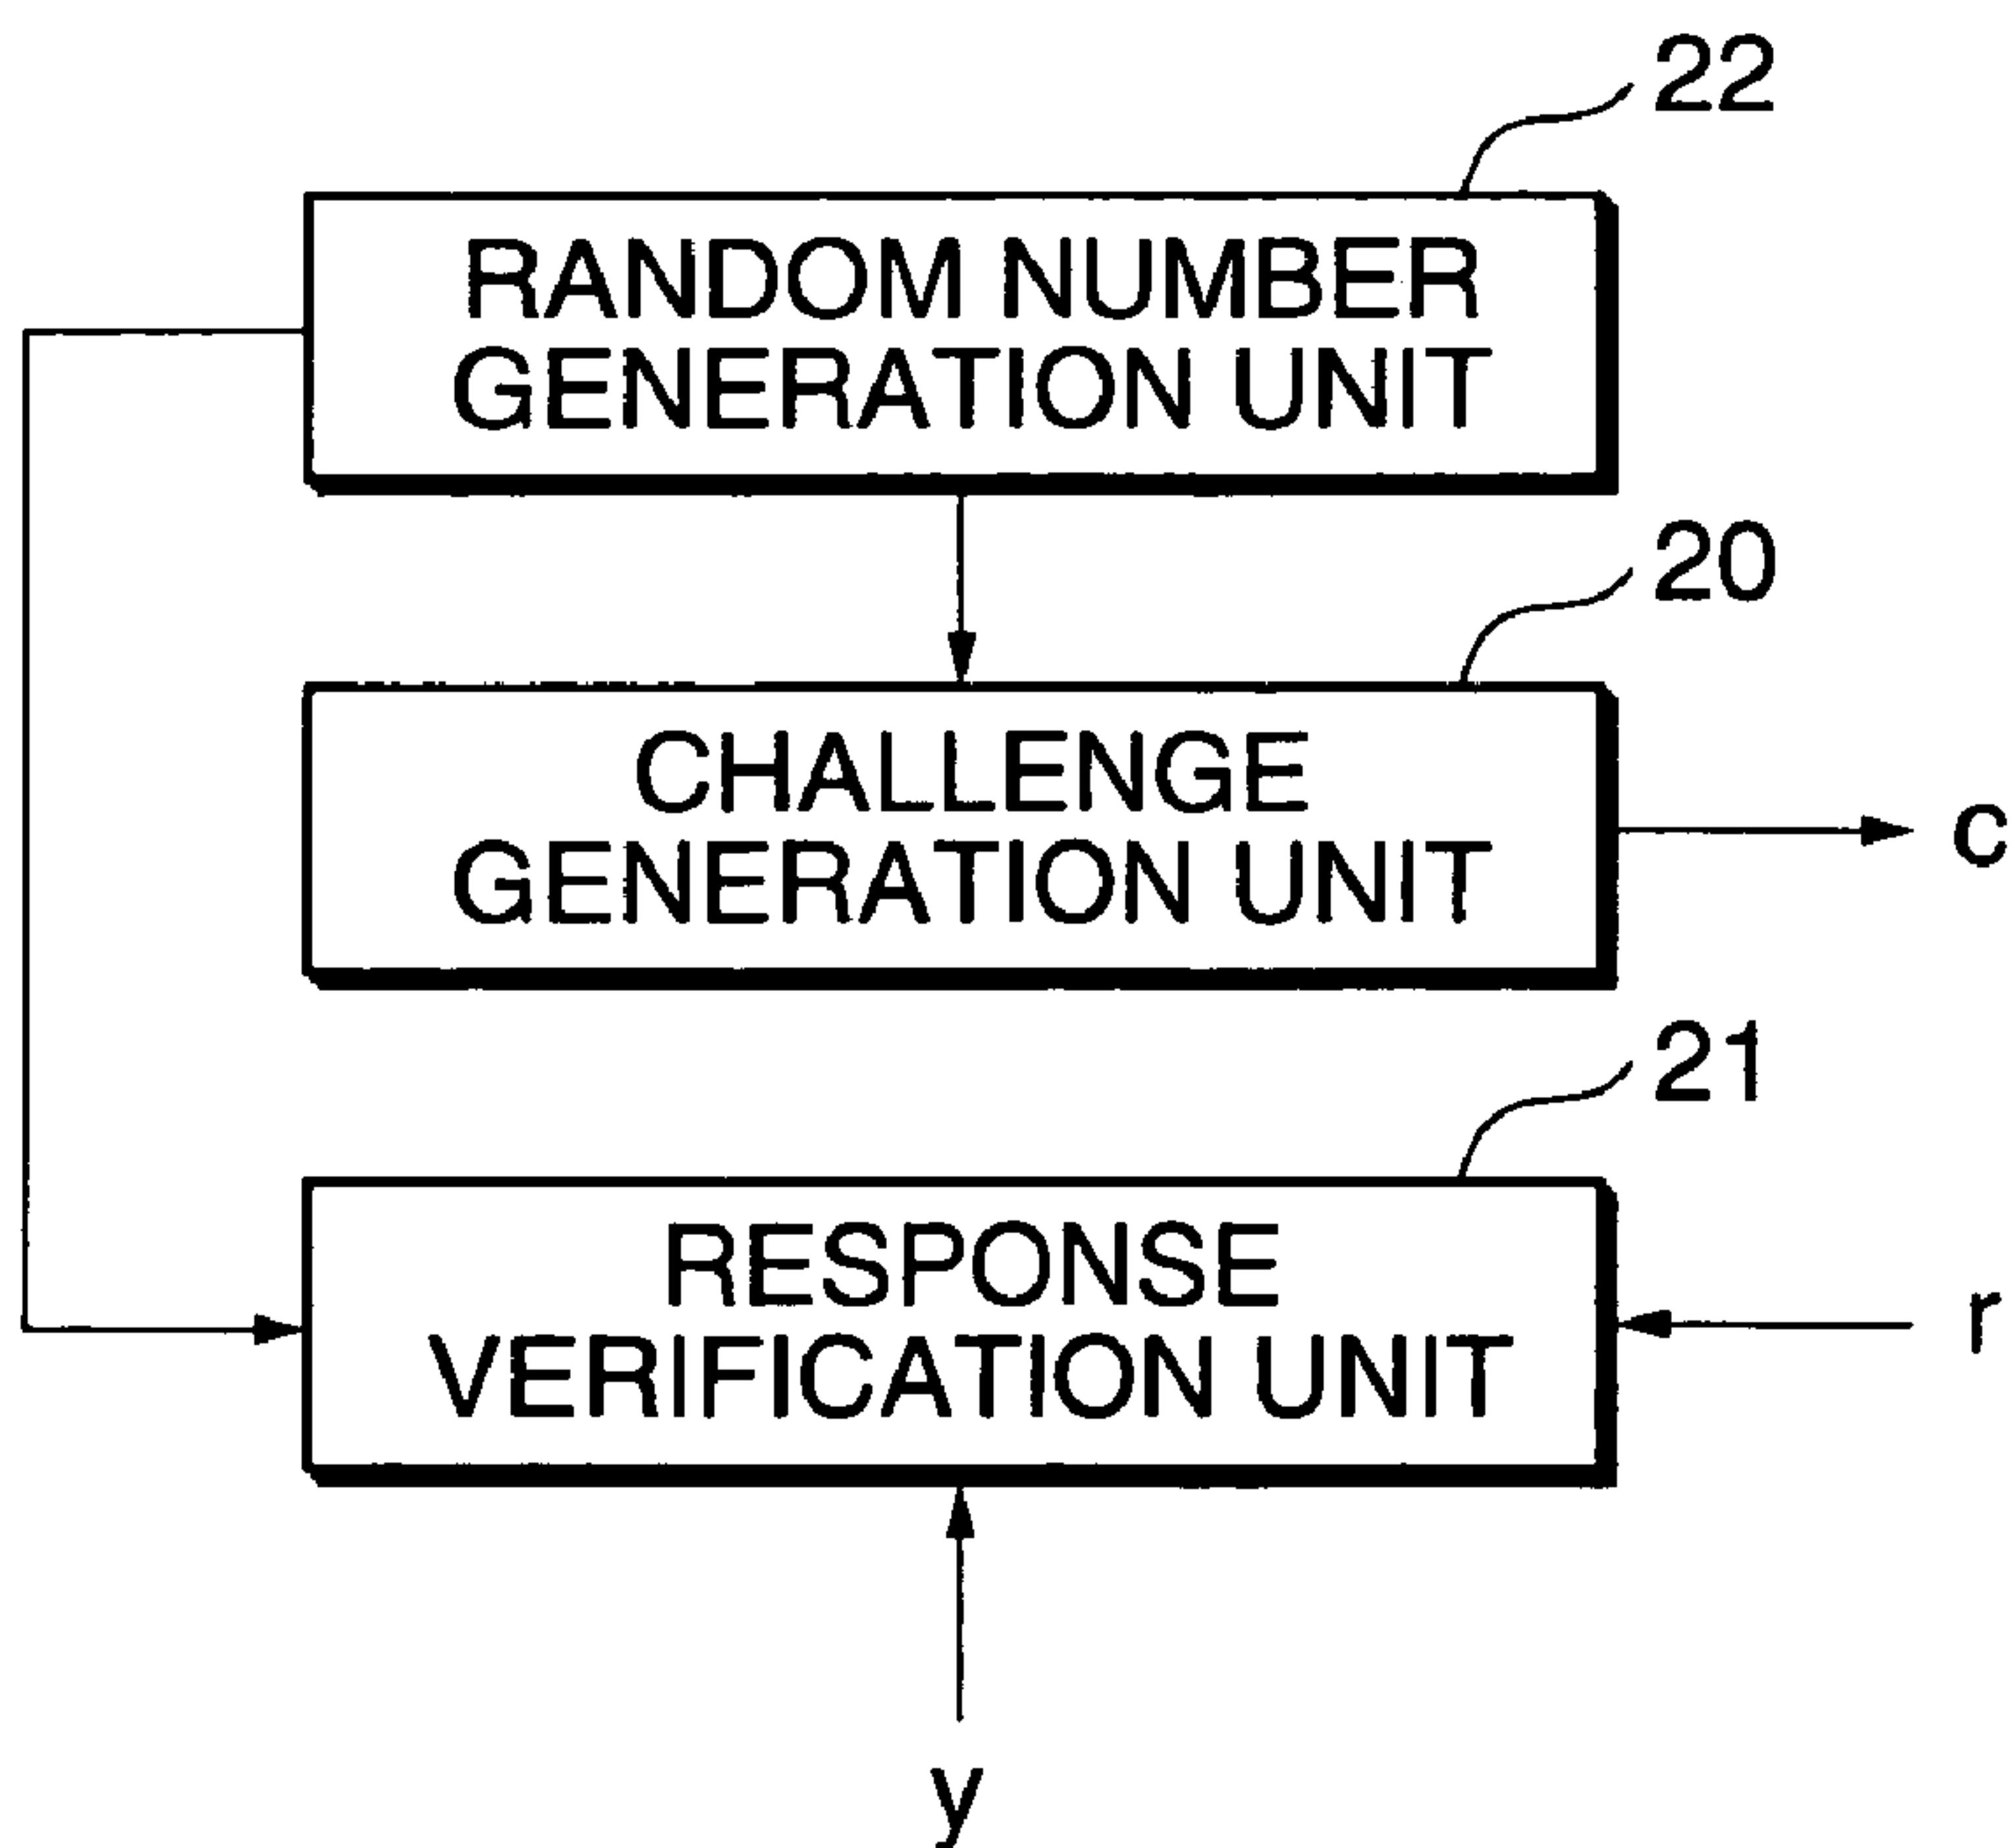 22
RANDOM NUMBER
GENERATION UNIT
20
CHALLENGE
GENERATION UNIT
c
21
RESPONSE
VERIFICATION UNIT
r
y